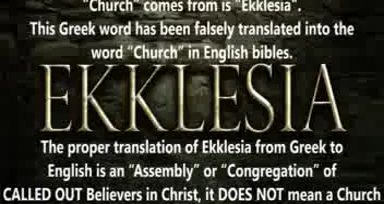 "Church" comes from is "Ekklesia".
This Greek word has been falsely translated into the
word "Church" in English bibles.
EKKLESIA
The proper translation of Ekklesia from Greek to
English is an "Assembly" or "Congregation" of
CALLED OUT Believers in Christ, it DOES NOT mean a Church